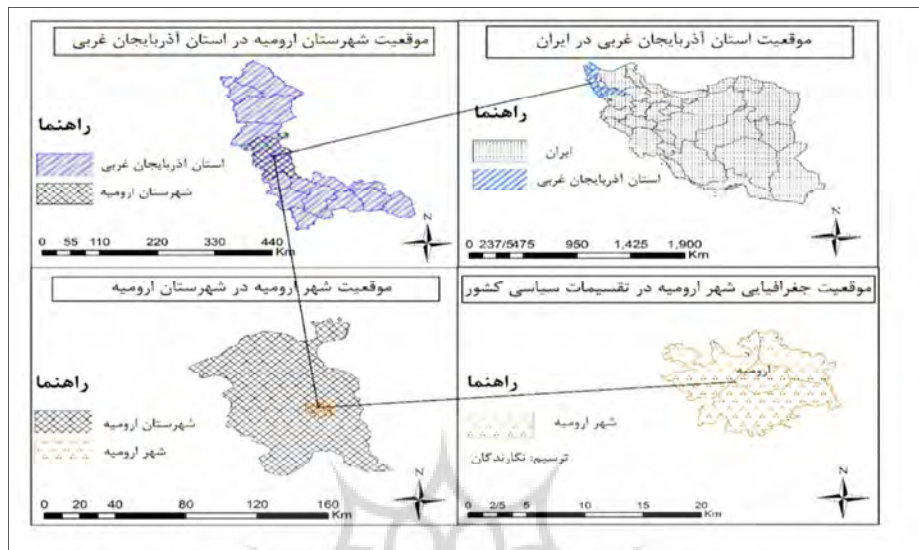 موقعیت استان آذربایجان غربی در ایران
راهنما
ایران
استان آذربایجان غربی
N
0 237/5475 950 1,425 1,900
Km
موقعیت شهرستان ارومیه در استان آذربایجان غربی
راهنما
استان آذربایجان غربی
شهرستان ارومیه
N
0 55 110 220 330 440
Km
موقعیت جغرافیایی شهر ارومیه در تقسیمات سیاسی کشور
ارومیه
راهنما
شهر ارومیه
ترسیم: نگارندگان
N
0 2/5 5 10 15 20
Km
موقعیت شهر ارومیه در شهرستان ارومیه
راهنما
شهرستان ارومیه
شهر ارومیه
N
0 20 40 80 120 160
Km